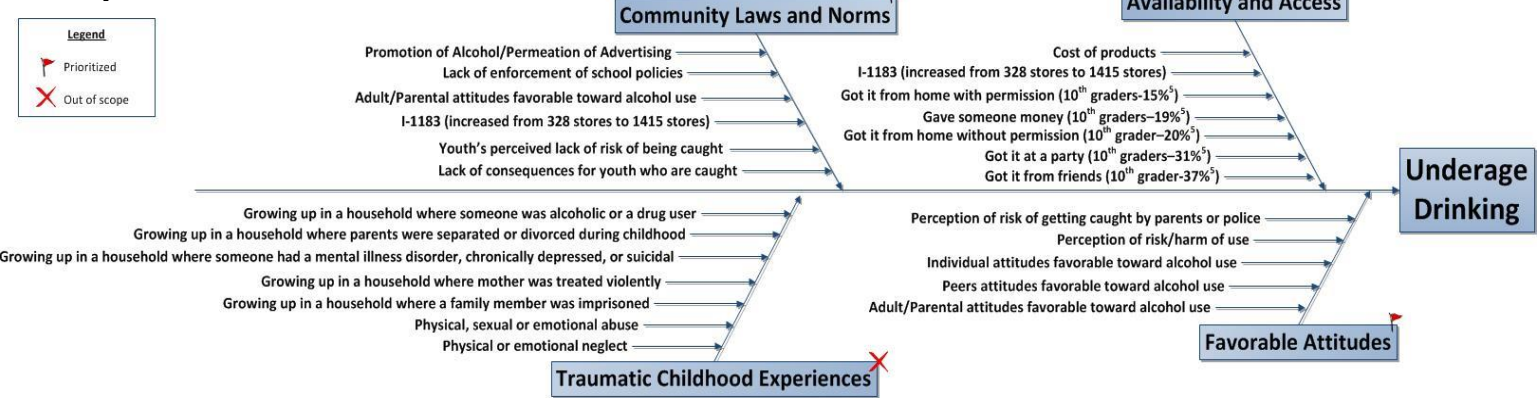 Community Laws and Norms
Availability and Access
Legend
Prioritized
Out of scope
Promotion of Alcohol/Permeation of Advertising
Lack of enforcement of school policies
Adult/Parental attitudes favorable toward alcohol use
I-1183 (increased from 328 stores to 1415 stores)
Youth's perceived lack of risk of being caught
Lack of consequences for youth who are caught
Cost of products
I-1183 (increased from 328 stores to 1415 stores)
Got it from home with permission (10th graders-15%5)
Gave someone money (10th graders–19%5)
Got it from home without permission (10th grader–20%5)
Got it at a party (10th graders–31%5)
Got it from friends (10th grader-37%5)
Underage
Drinking
Growing up in a household where someone was alcoholic or a drug user
Growing up in a household where parents were separated or divorced during childhood
Growing up in a household where someone had a mental illness disorder, chronically depressed, or suicidal
Growing up in a household where mother was treated violently
Growing up in a household where a family member was imprisoned
Physical, sexual or emotional abuse
Physical or emotional neglect
Traumatic Childhood Experiences
Perception of risk of getting caught by parents or police
Perception of risk/harm of use
Individual attitudes favorable toward alcohol use
Peers attitudes favorable toward alcohol use
Adult/Parental attitudes favorable toward alcohol use
Favorable Attitudes